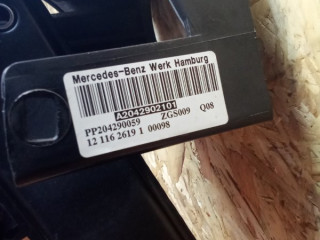 Mercedes-Benz Werk Hamburg
A2042902101
PP204290059 ZGS009 Q08
12 116 2619 1 00098